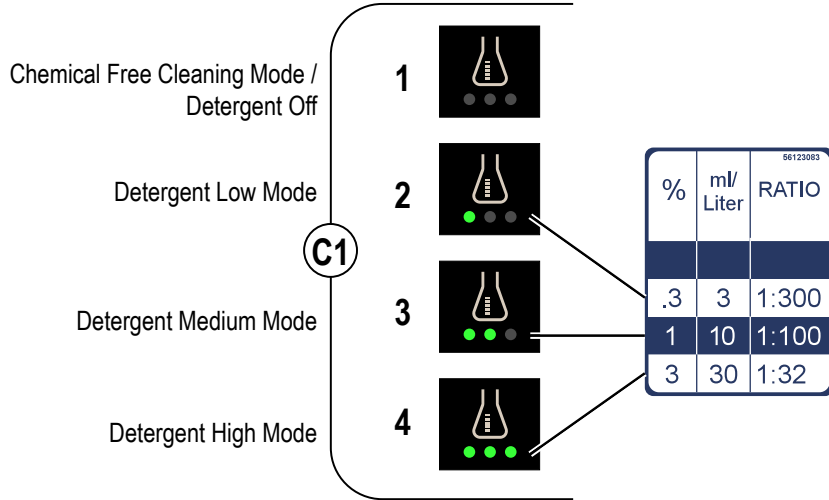 Chemical Free Cleaning Mode /
Detergent Off
1
Detergent Low Mode
2
C1
Detergent Medium Mode
3
Detergent High Mode
4
56123083
% ml/ Liter RATIO
.3 3 1:300
1 10 1:100
3 30 1:32